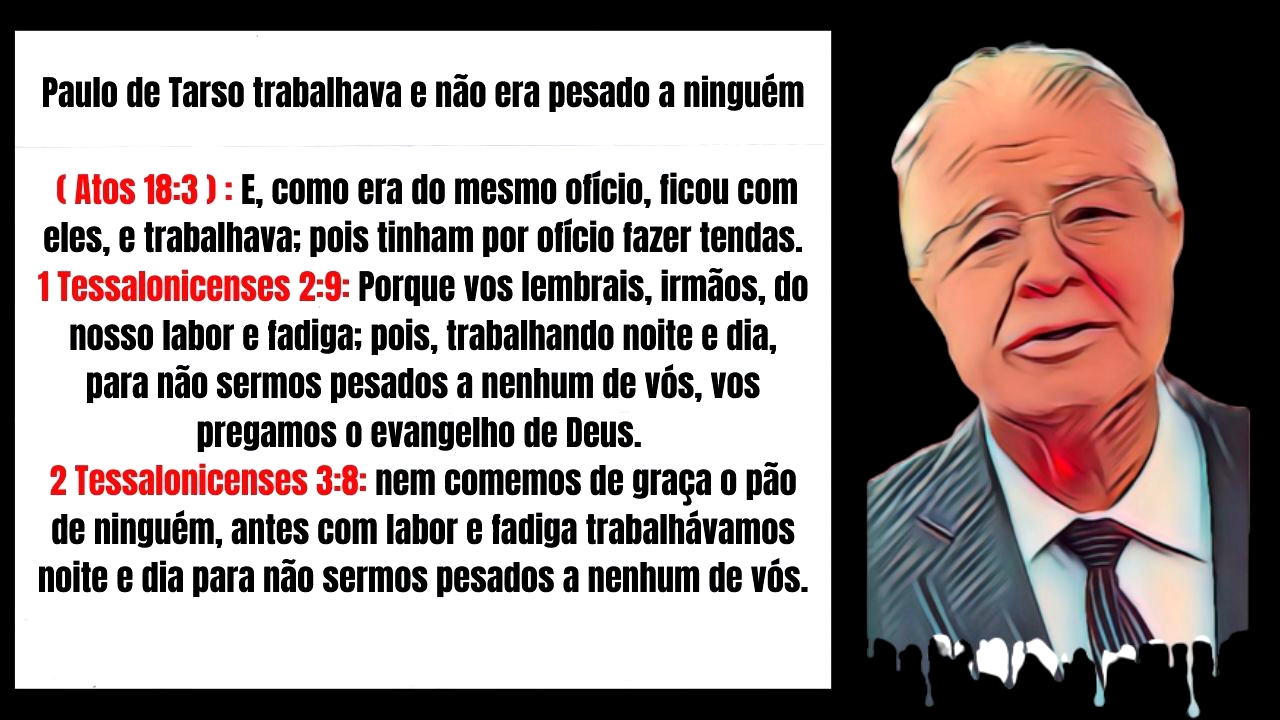 Paulo de Tarso trabalhava e não era pesado a ninguém
( Atos 18:3 ) : E, como era do mesmo ofício, ficou com
eles, e trabalhava; pois tinham por ofício fazer tendas.
1 Tessalonicenses 2:9: Porque vos lembrais, irmãos, do
nosso labor e fadiga; pois, trabalhando noite e dia,
para não sermos pesados a nenhum de vós, vos
pregamos o evangelho de Deus.
2 Tessalonicenses 3:8: nem comemos de graça o pão
de ninguém, antes com labor e fadiga trabalhávamos
noite e dia para não sermos pesados a nenhum de vós.